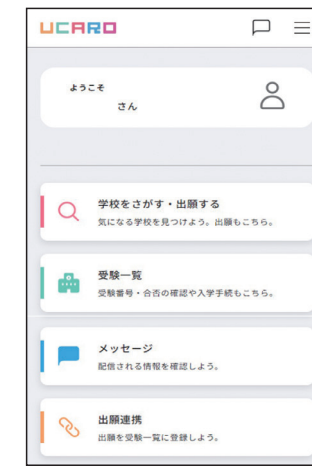 UCARO
ようこそ
さん
学校をさがす・出願する
気になる学校を見つけよう。出願もこちら。
受験一覧
受験番号・合否の確認や入学手続もこちら。
メッセージ
配信される情報を確認しよう。
出願連携
出願を受験一覧に登録しよう。